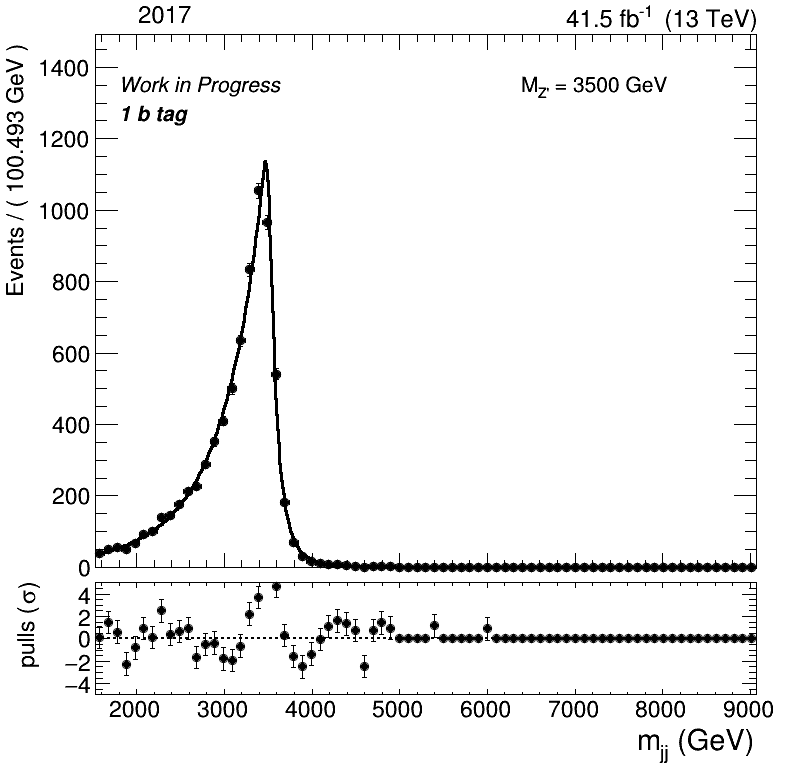 2017
41.5 fb⁻¹ (13 TeV)
Events / ( 100.493 GeV )
1400
1200
1000
800
600
400
200
0
Work in Progress
1 b tag
M_Z' = 3500 GeV
pulls (σ)
4
2
0
−2
−4
2000 3000 4000 5000 6000 7000 8000 9000
m_jj (GeV)